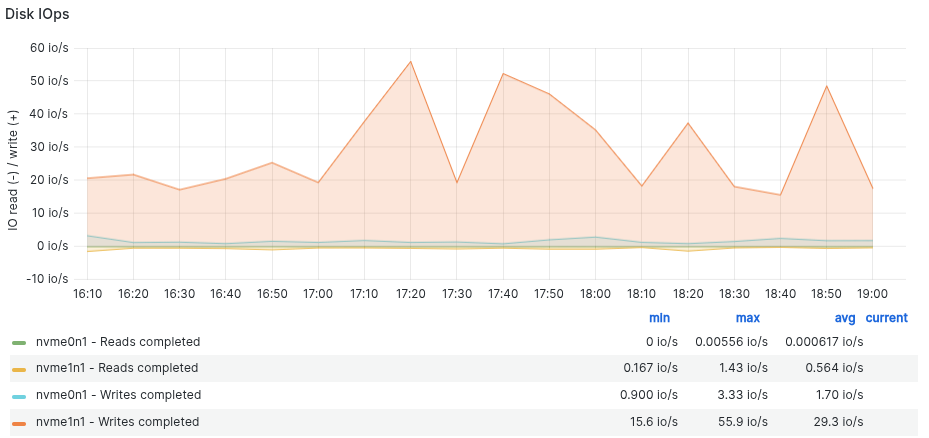 Disk IOps
IO read (-) / write (+)
60 io/s
50 io/s
40 io/s
30 io/s
20 io/s
10 io/s
0 io/s
-10 io/s
16:10 16:20 16:30 16:40 16:50 17:00 17:10 17:20 17:30 17:40 17:50 18:00 18:10 18:20 18:30 18:40 18:50 19:00
min max avg current
nvme0n1 - Reads completed 0 io/s 0.00556 io/s 0.000617 io/s
nvme1n1 - Reads completed 0.167 io/s 1.43 io/s 0.564 io/s
nvme0n1 - Writes completed 0.900 io/s 3.33 io/s 1.70 io/s
nvme1n1 - Writes completed 15.6 io/s 55.9 io/s 29.3 io/s